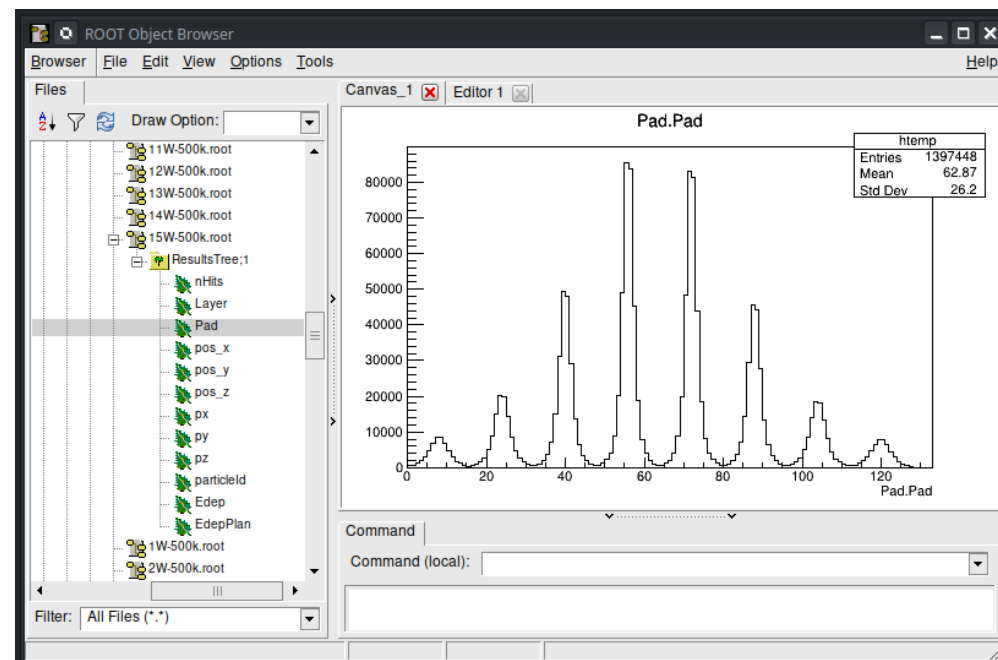 ROOT Object Browser
Browser File Edit View Options Tools Help
Files
Draw Option:
11W-500k.root
12W-500k.root
13W-500k.root
14W-500k.root
15W-500k.root
ResultsTree;1
nHits
Layer
Pad
pos_x
pos_y
pos_z
px
py
pz
particleId
Edep
EdepPlan
1W-500k.root
2W-500k.root
Filter: All Files (*.*)
Canvas_1 Editor 1
Pad.Pad
htemp
Entries 1397448
Mean 62.87
Std Dev 26.2
80000
70000
60000
50000
40000
30000
20000
10000
0
0 20 40 60 80 100 120
Pad.Pad
Command
Command (local):